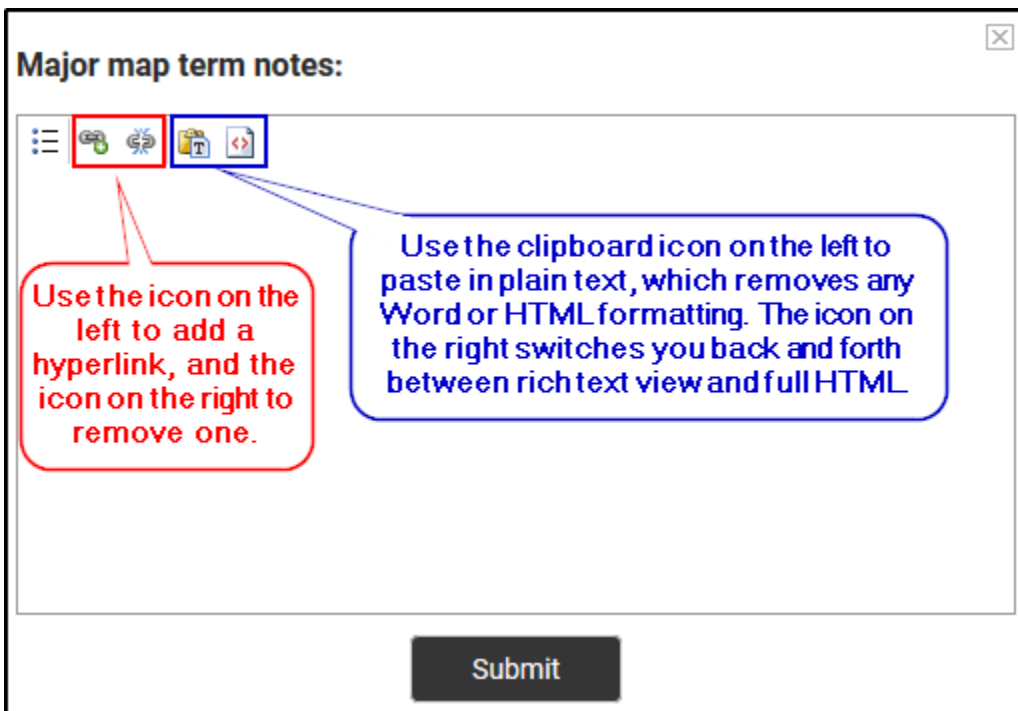 Major map term notes:
Use the icon on the
left to add a
hyperlink, and the
icon on the right to
remove one.
Use the clipboard icon on the left to
paste in plain text, which removes any
Word or HTML formatting. The icon on
the right switches you back and forth
between rich text view and full HTML
Submit